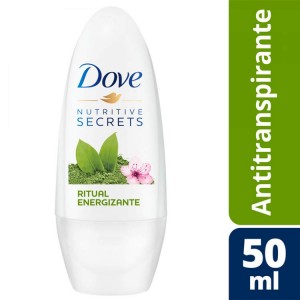 Dove
NUTRITIVE
SECRETS
RITUAL
ENERGIZANTE
Antitranspirante
50
ml